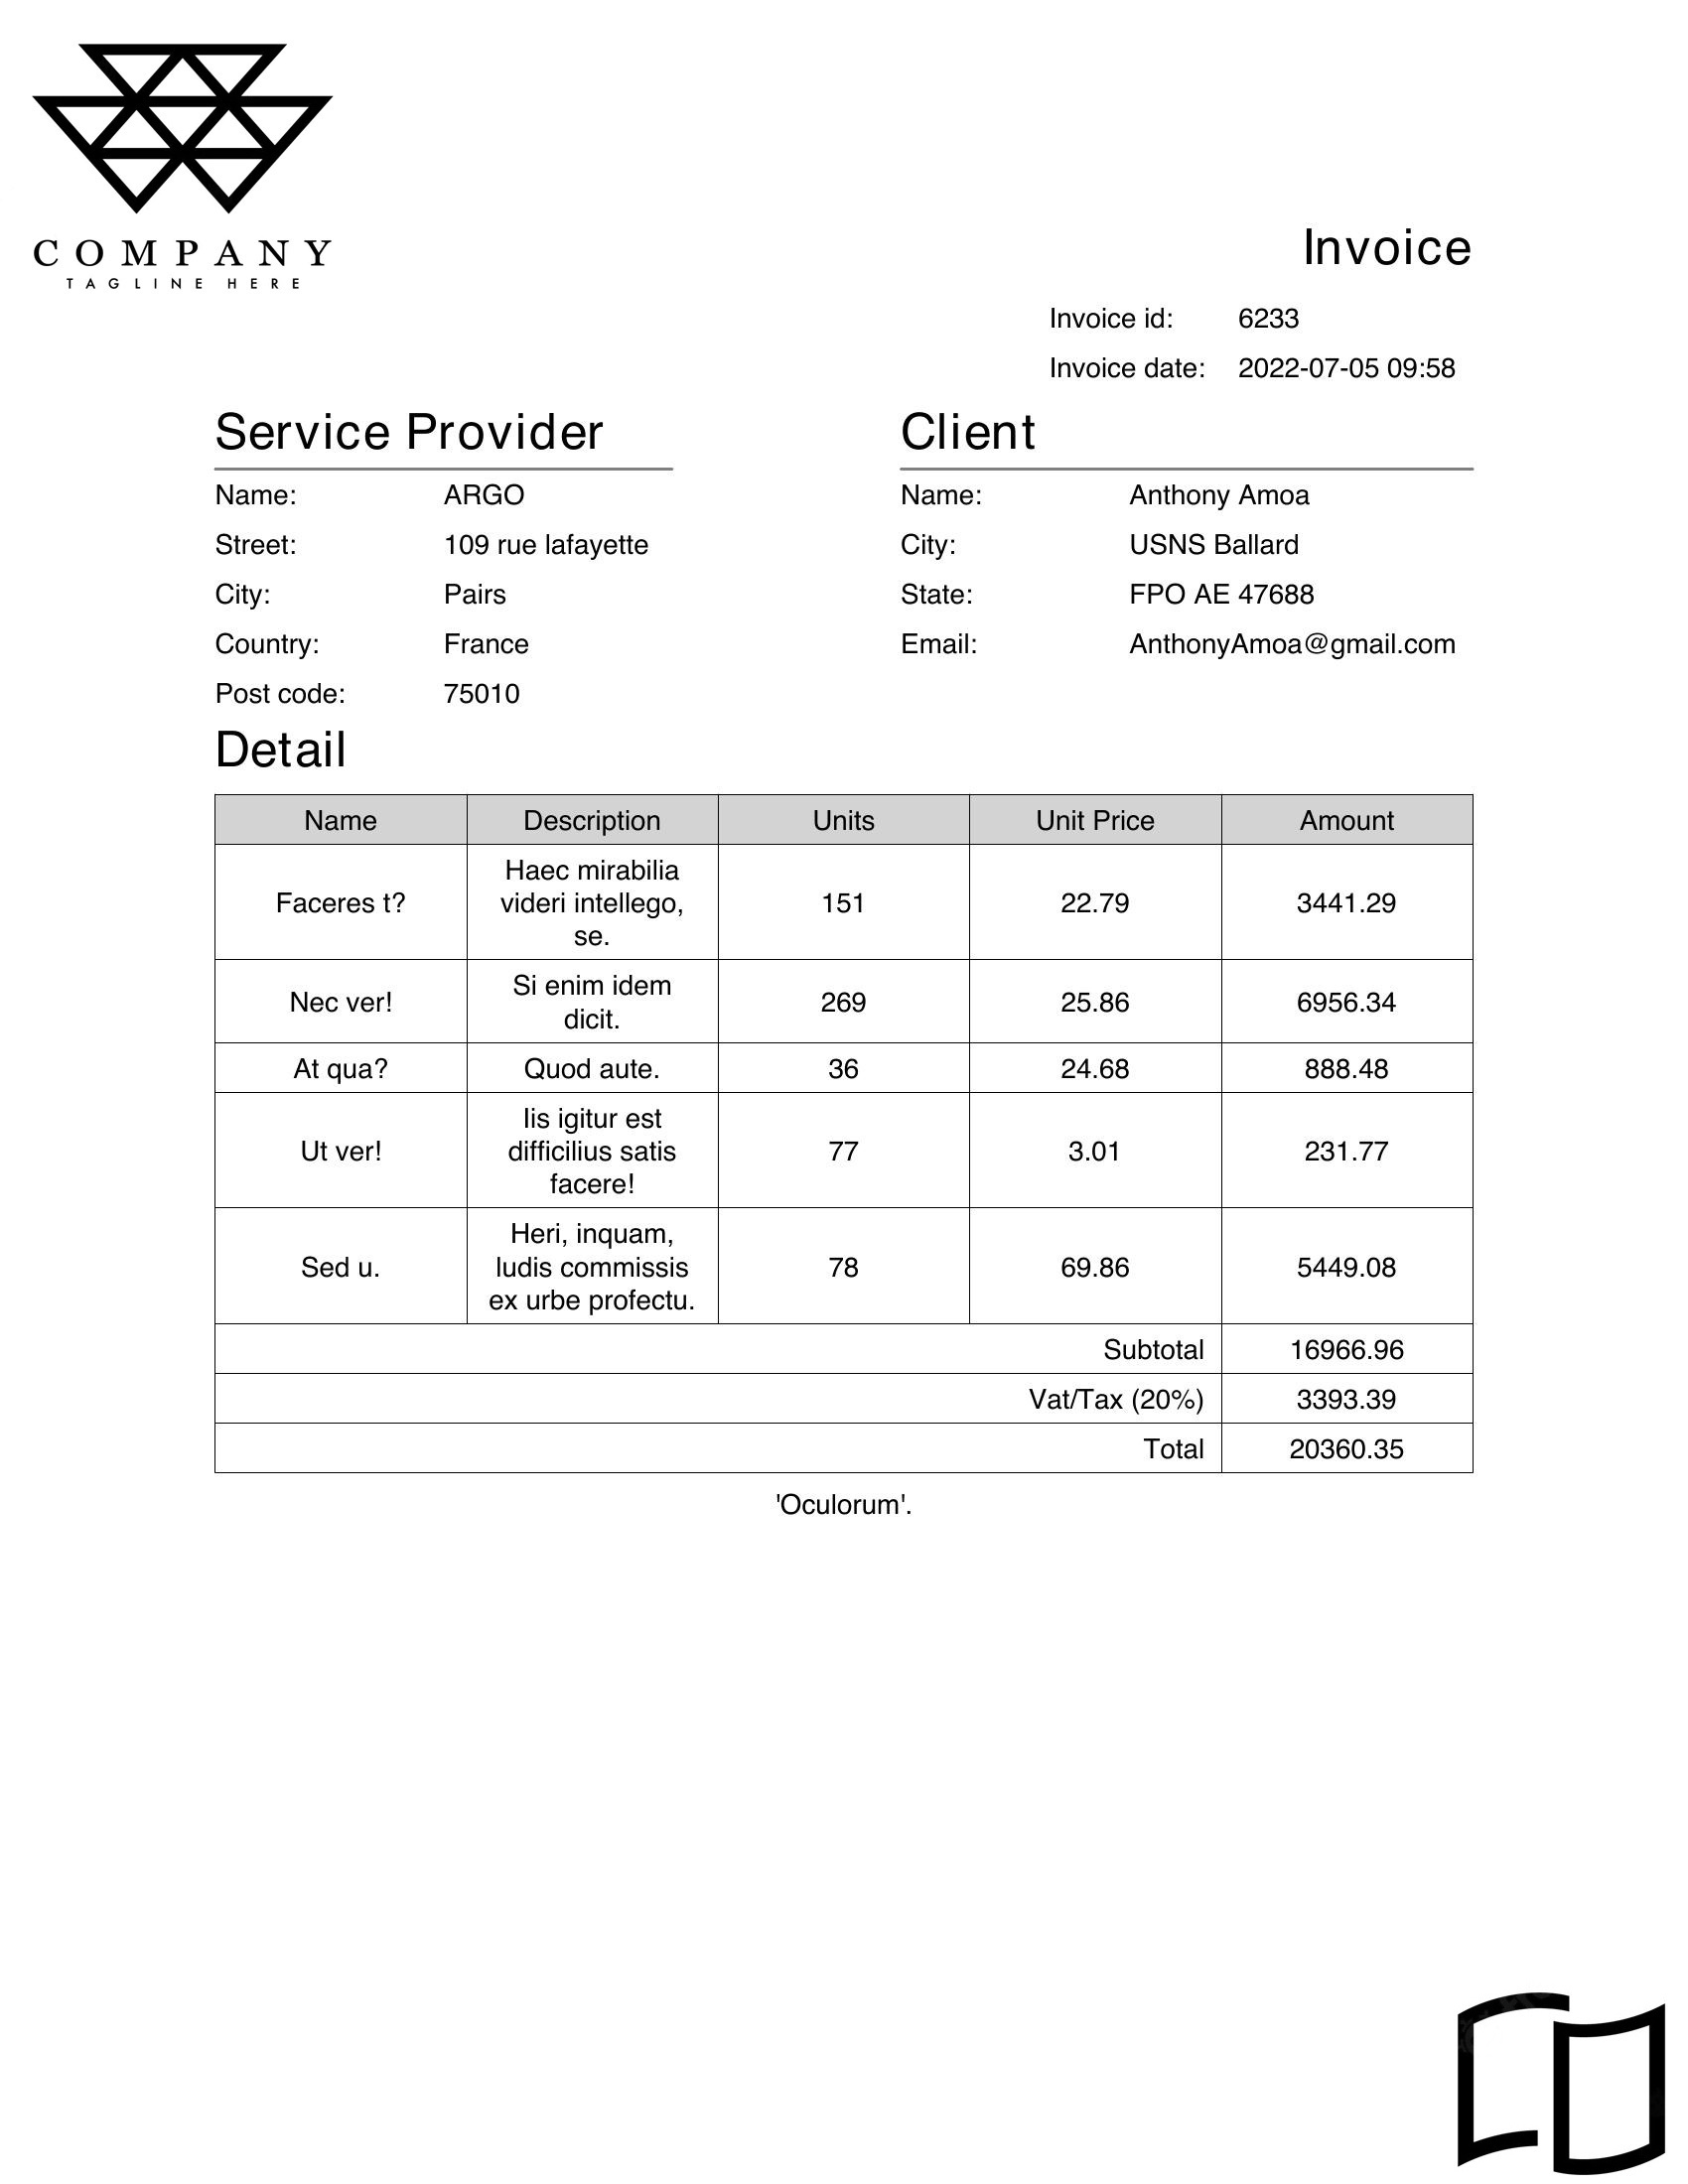 COMPANY
TAGLINE HERE
Invoice
Invoice id: 6233
Invoice date: 2022-07-05 09:58
Service Provider
Name: ARGO
Street: 109 rue lafayette
City: Pairs
Country: France
Post code: 75010
Client
Name: Anthony Amoa
City: USNS Ballard
State: FPO AE 47688
Email: AnthonyAmoa@gmail.com
Detail
Name Description Units Unit Price Amount
Faceres t? Haec mirabilia videri intellego, se. 151 22.79 3441.29
Nec ver! Si enim idem dicit. 269 25.86 6956.34
At qua? Quod aute. 36 24.68 888.48
Ut ver! Iis igitur est difficilius satis facere! 77 3.01 231.77
Sed u. Heri, inquam, ludis commissis ex urbe profectu. 78 69.86 5449.08
Subtotal 16966.96
Vat/Tax (20%) 3393.39
Total 20360.35
'Oculorum'.